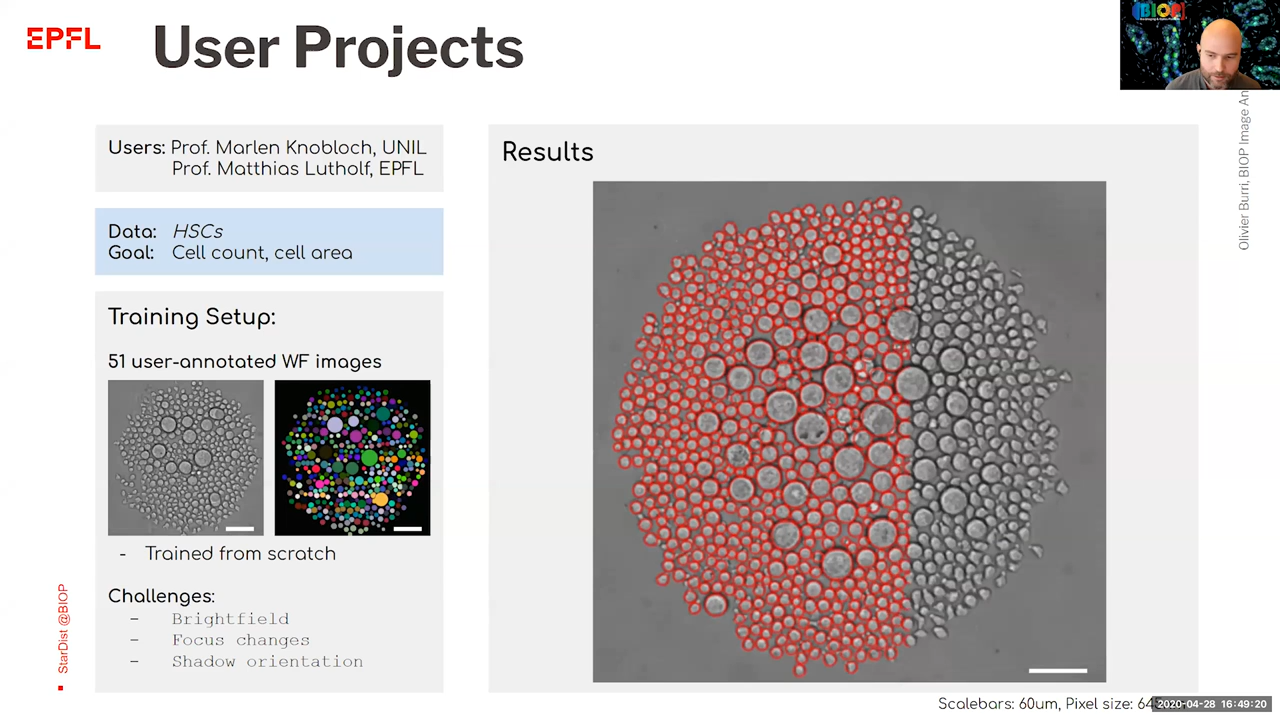 EPFL
User Projects
BIOP
Users: Prof. Marlen Knobloch, UNIL
Prof. Matthias Lutholf, EPFL
Data: HSCs
Goal: Cell count, cell area
Training Setup:
51 user-annotated WF images
- Trained from scratch
Challenges:
- Brightfield
- Focus changes
- Shadow orientation
Results
Olivier Burri, BIOP Image
StarDist @BIOP
Scalebars: 60um, Pixel size:
2020-04-28 16:49:20